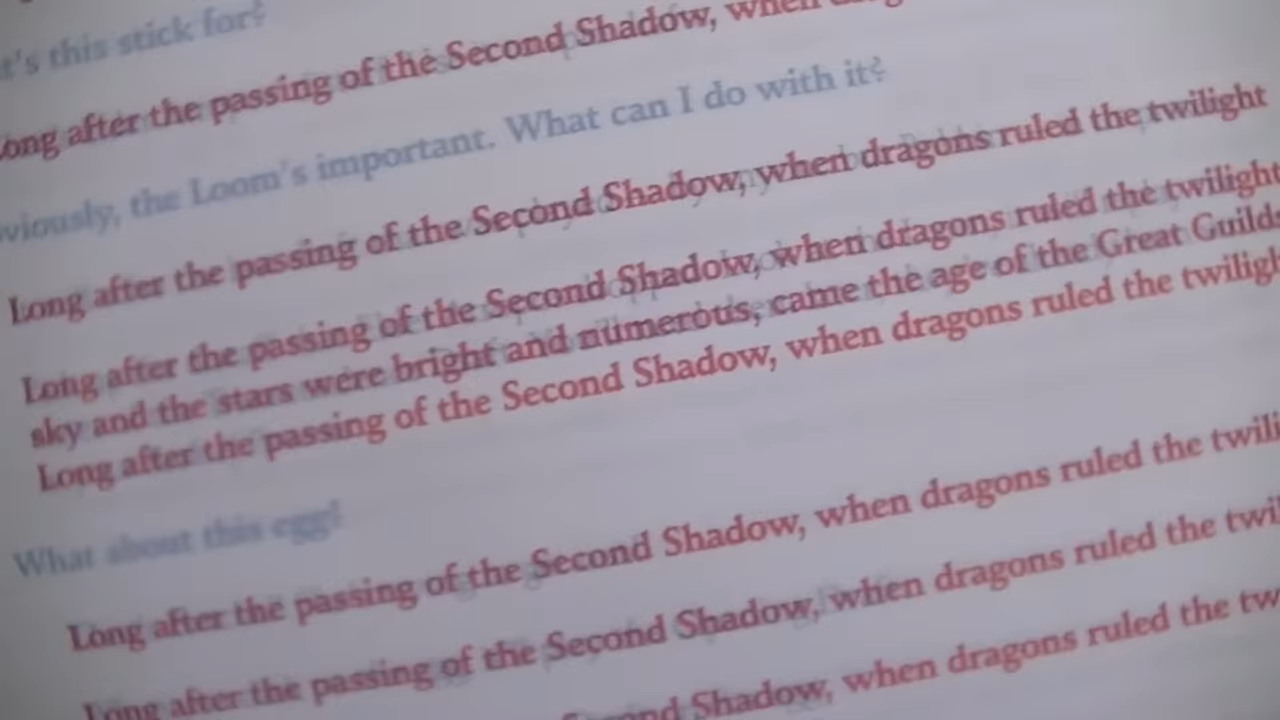 t's this stick for?
ong after the passing of the Second Shadow, when
viously, the Loom's important. What can I do with it?
Long after the passing of the Second Shadow, when dragons ruled the twilight
Long after the passing of the Second Shadow, when dragons ruled the twilight
sky and the stars were bright and numerous, came the age of the Great Guilds
Long after the passing of the Second Shadow, when dragons ruled the twiligh
What about this egg?
Long after the passing of the Second Shadow, when dragons ruled the twili
Long after the passing of the Second Shadow, when dragons ruled the twi
ond Shadow, when dragons ruled the tw